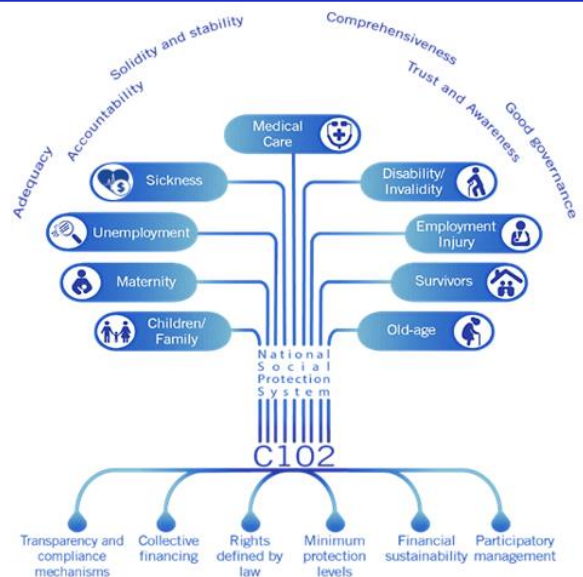 Solidity and stability
Comprehensiveness
Accountability
Trust and Awareness
Adequacy
Good governance
Medical
Care
Sickness
Disability/
Invalidity
Unemployment
Employment
Injury
Maternity
Survivors
Children/
Family
Old-age
National
Social
Protection
System
C102
Transparency and
compliance
mechanisms
Collective
financing
Rights
defined by
law
Minimum
protection
levels
Financial
sustainability
Participatory
management